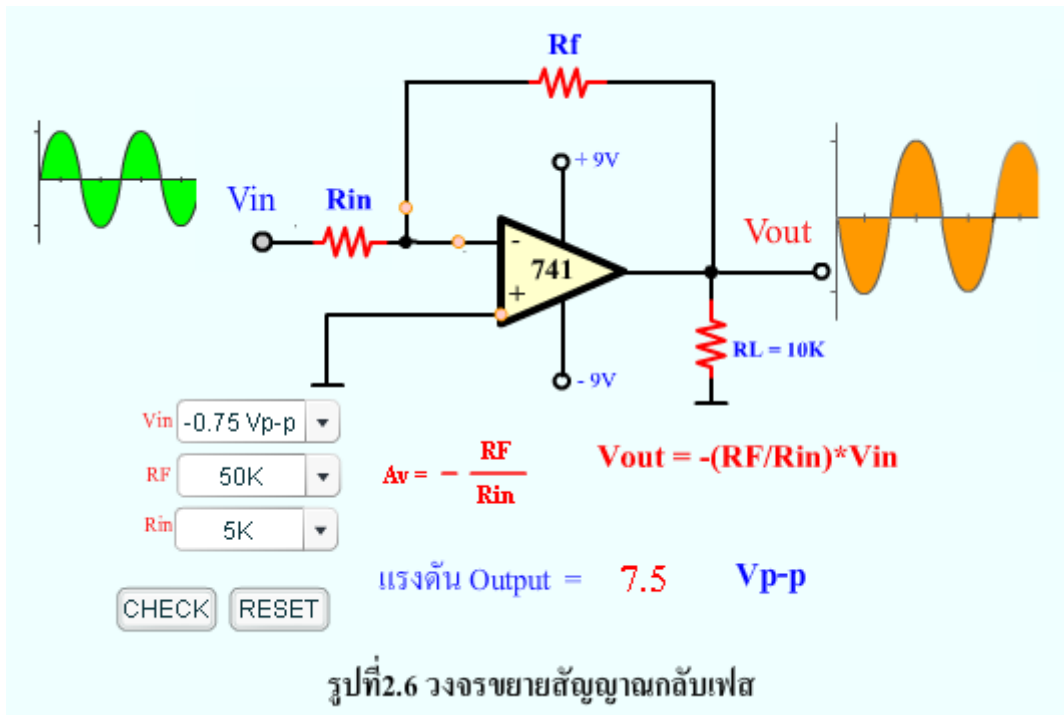 Rf
+ 9V
Vin
Rin
Vout
-
741
+
RL = 10K
- 9V
Vin -0.75 Vp-p
RF 50K
Rin 5K
Av = - RF
Rin
Vout = -(RF/Rin)*Vin
แรงดัน Output = 7.5 Vp-p
CHECK RESET
รูปที่2.6 วงจรขยายสัญญาณกลับเฟส